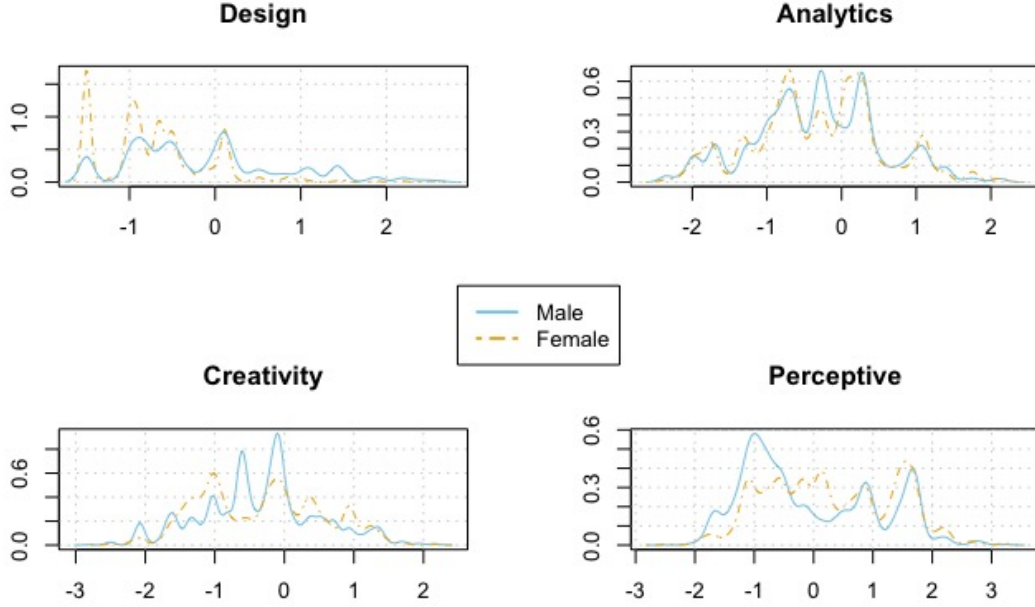 Design
Analytics
0.0 1.0
-1 0 1 2
0.0 0.3 0.6
-2 -1 0 1 2
Male
Female
Creativity
Perceptive
0.0 0.6
-3 -2 -1 0 1 2
0.0 0.3 0.6
-3 -2 -1 0 1 2 3